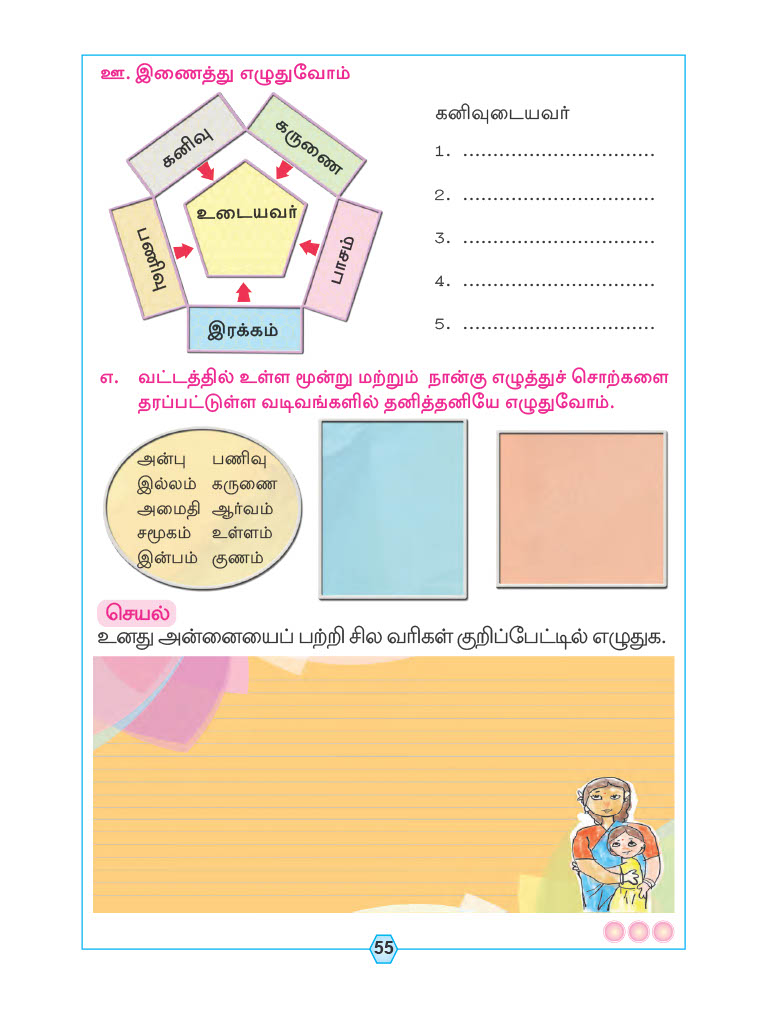 ஊ. இணைத்து எழுதுவோம்
கனிவு
கருணை
பணிவு
உடையவர்
பாசம்
இரக்கம்
கனிவுடையவர்
1. ................................
2. ................................
3. ................................
4. ................................
5. ................................
எ. வட்டத்தில் உள்ள மூன்று மற்றும் நான்கு எழுத்துச் சொற்களை
தரப்பட்டுள்ள வடிவங்களில் தனித்தனியே எழுதுவோம்.
அன்பு பணிவு
இல்லம் கருணை
அமைதி ஆர்வம்
சமூகம் உள்ளம்
இன்பம் குணம்
செயல்
உனது அன்னையைப் பற்றி சில வரிகள் குறிப்பேட்டில் எழுதுக.
55